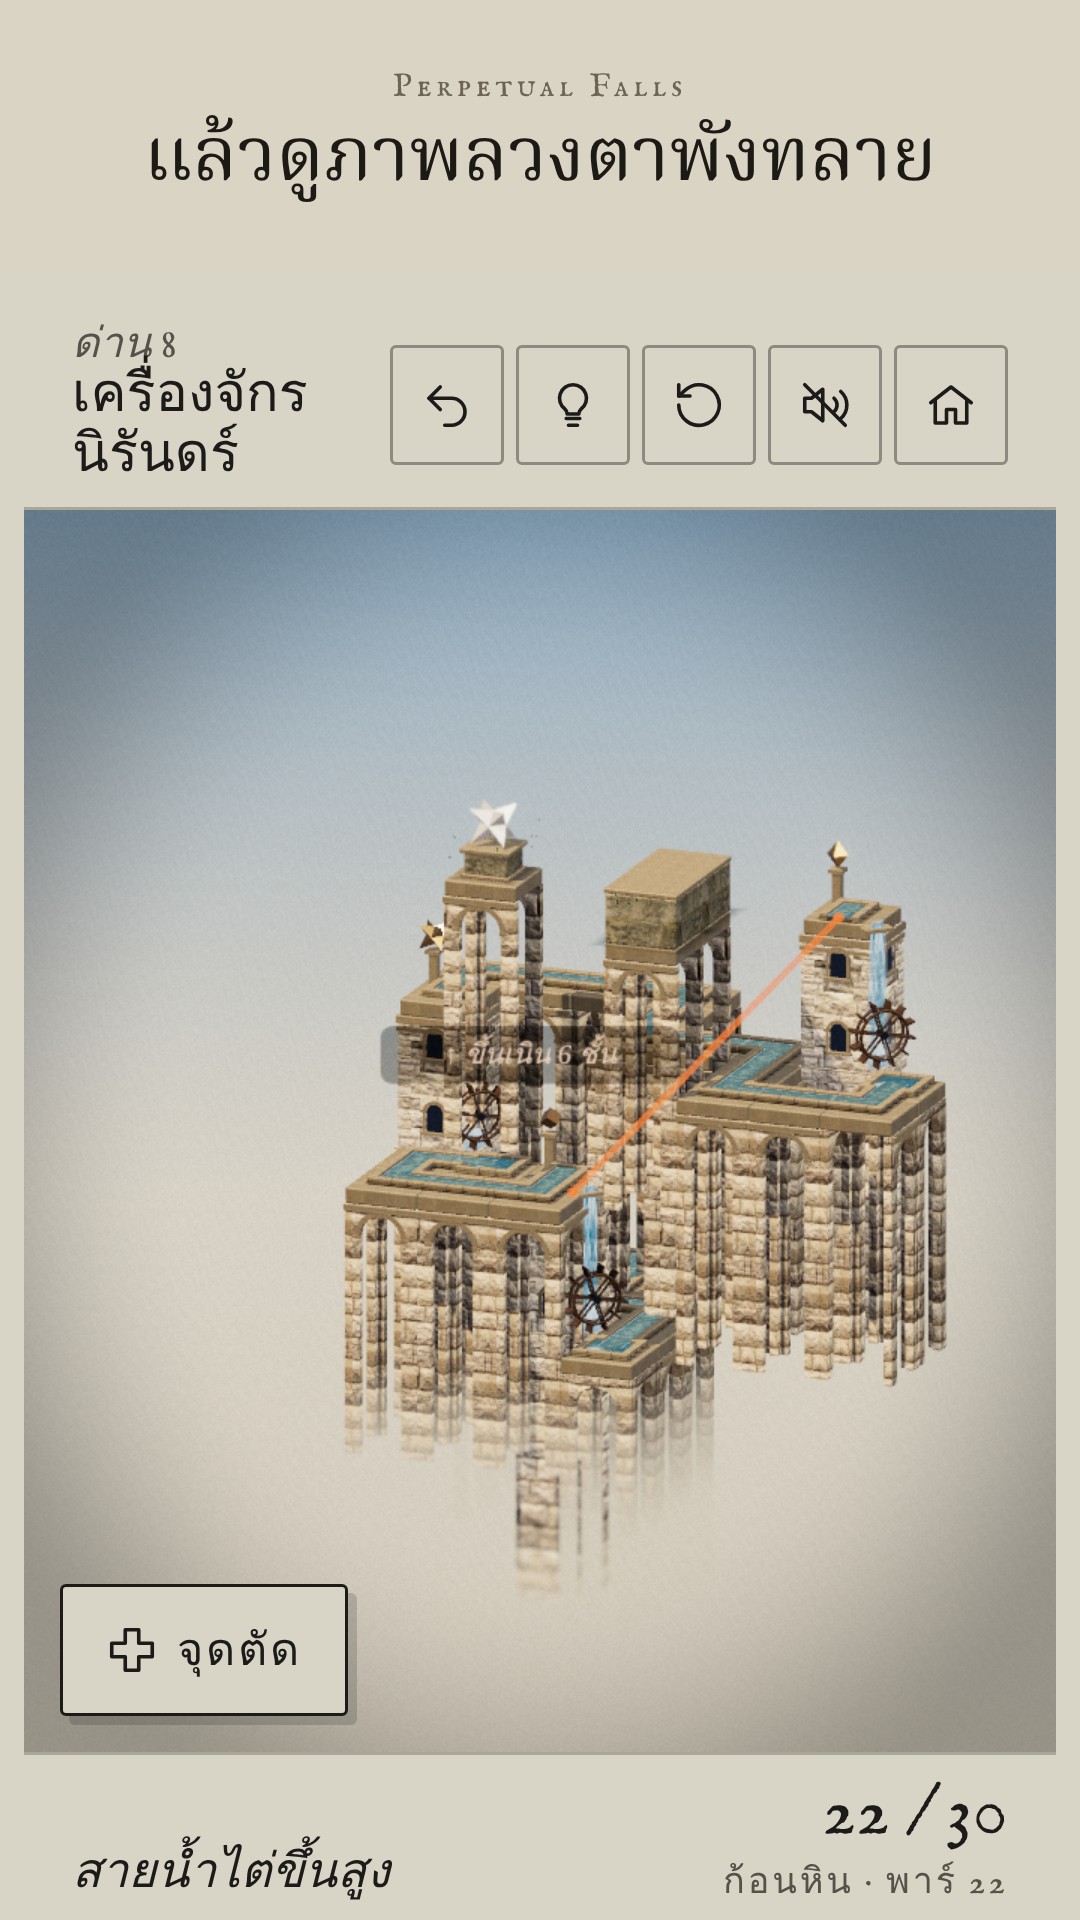 Perpetual Falls
แล้วดูภาพลวงตาพังทลาย
ด่าน 8
เครื่องจักร
นิรันดร์
ขึ้นเนิน 6 ชั้น
จุดตัด
22 / 30
สายน้ำไต่ขึ้นสูง
ก้อนหิน · พาร์ 22